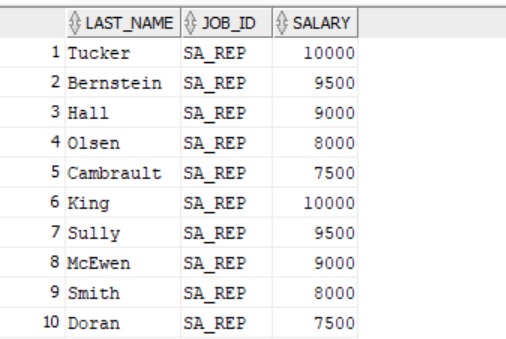 LAST_NAME JOB_ID SALARY
1 Tucker SA_REP 10000
2 Bernstein SA_REP 9500
3 Hall SA_REP 9000
4 Olsen SA_REP 8000
5 Cambrault SA_REP 7500
6 King SA_REP 10000
7 Sully SA_REP 9500
8 McEwen SA_REP 9000
9 Smith SA_REP 8000
10 Doran SA_REP 7500